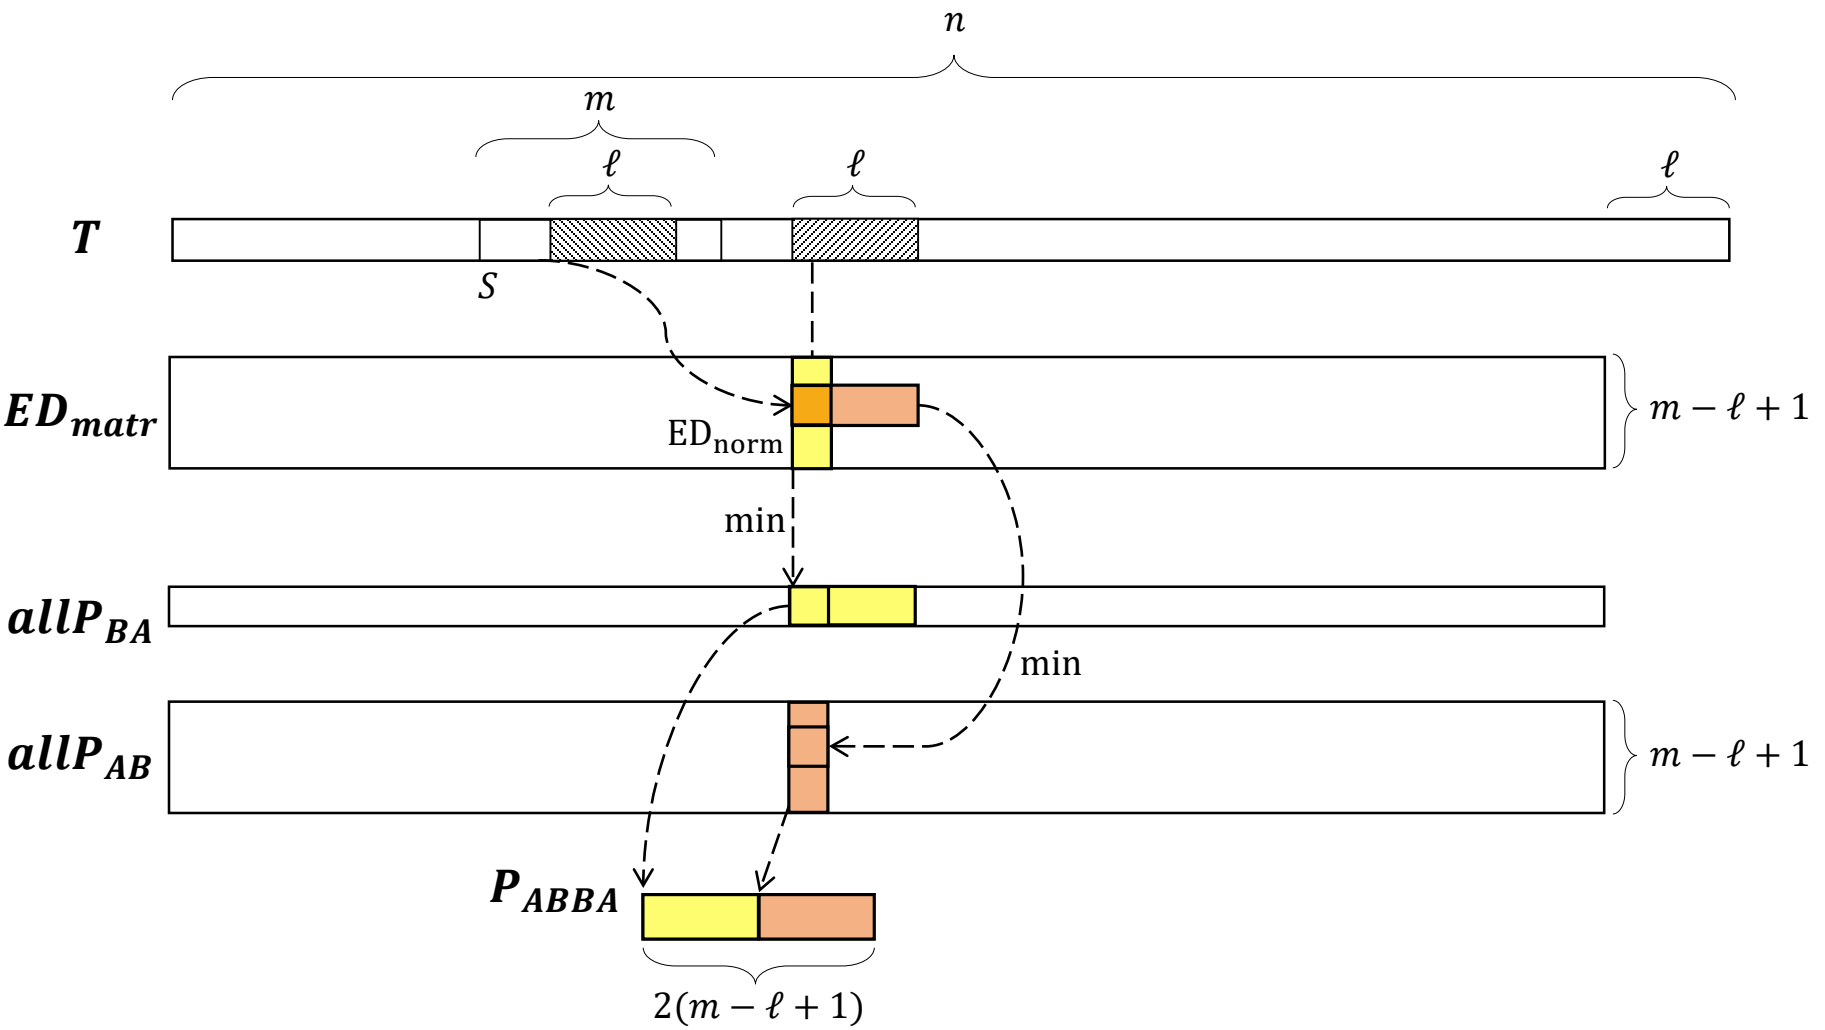 n
m
ℓ ℓ ℓ
T
S
ED_matr
ED_norm
m − ℓ + 1
min
allP_BA
min
allP_AB
m − ℓ + 1
P_ABBA
2(m − ℓ + 1)